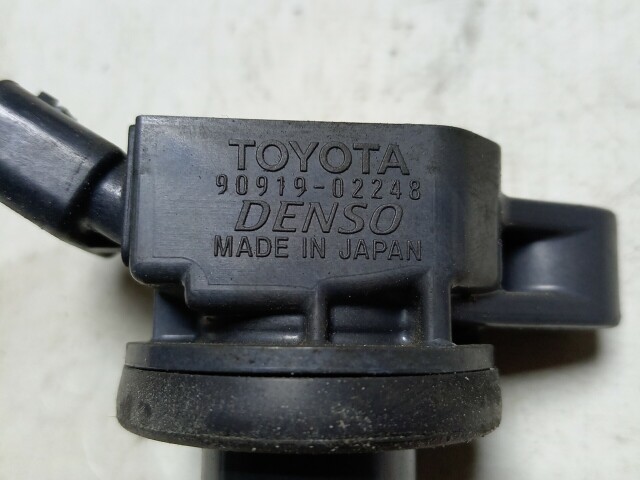 TOYOTA
90919-02248
DENSO
MADE IN JAPAN